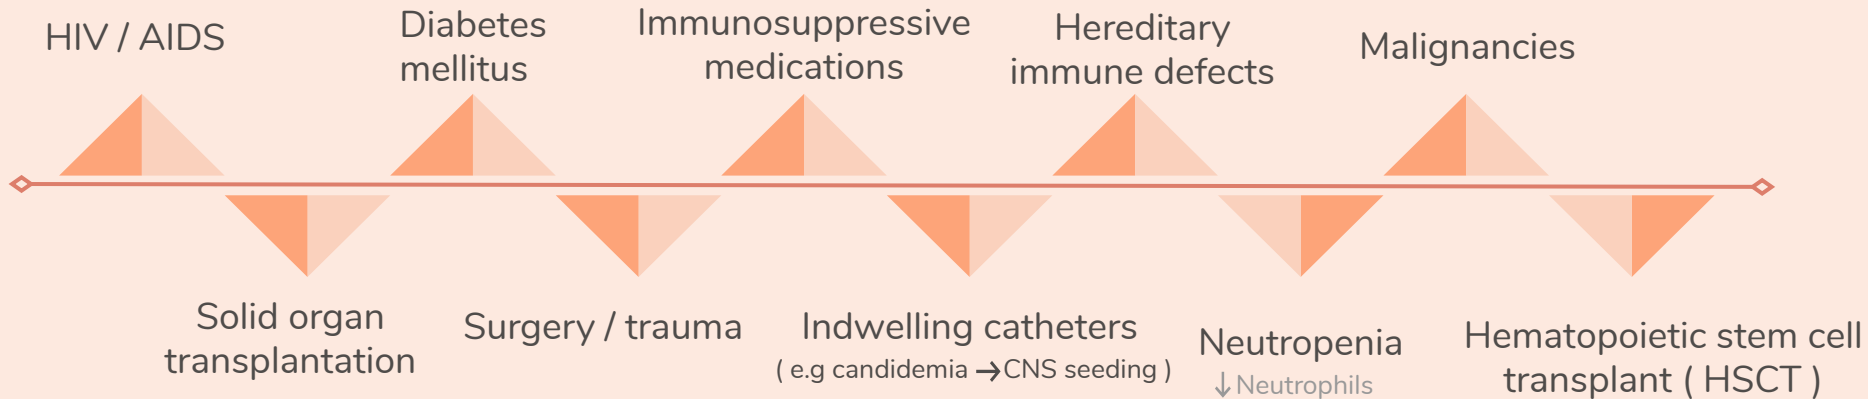 HIV / AIDS
Diabetes
mellitus
Immunosuppressive
medications
Hereditary
immune defects
Malignancies
Solid organ
transplantation
Surgery / trauma
Indwelling catheters
( e.g candidemia → CNS seeding )
Neutropenia
↓ Neutrophils
Hematopoietic stem cell
transplant ( HSCT )